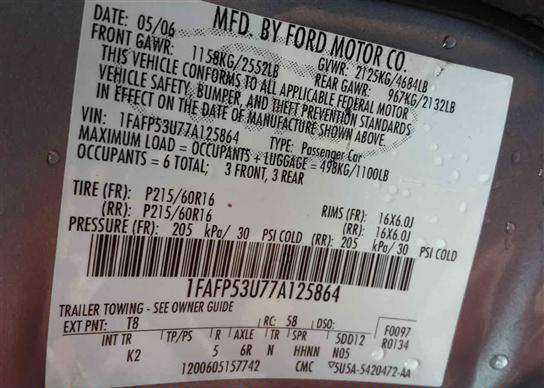 MFD. BY FORD MOTOR CO.
DATE: 05/06
FRONT GAWR: 1158KG/2552LB
GVWR: 2125KG/4684LB
REAR GAWR: 967KG/2132LB
THIS VEHICLE CONFORMS TO ALL APPLICABLE FEDERAL MOTOR
VEHICLE SAFETY, BUMPER, AND THEFT PREVENTION STANDARDS
IN EFFECT ON THE DATE OF MANUFACTURE SHOWN ABOVE.
VIN: 1FAFP53U77A125864
TYPE: Passenger Car
MAXIMUM LOAD = OCCUPANTS + LUGGAGE = 498KG/1100LB
OCCUPANTS = 6 TOTAL; 3 FRONT, 3 REAR
TIRE (FR): P215/60R16 RIMS (FR): 16X6.0J
(RR): P215/60R16 (RR): 16X6.0J
PRESSURE (FR): 205 kPa/ 30 PSI COLD (RR): 205 kPa/ 30 PSI COLD
1FAFP53U77A125864
TRAILER TOWING - SEE OWNER GUIDE
EXT PNT: T8 RC: 5B DSO: F0097
INT TR TP/PS R AXLE TR SPR 5DD12 R0134
K2 5 6R N HHNN N05
1200605157742 CMC 5U5A-5420472-AA